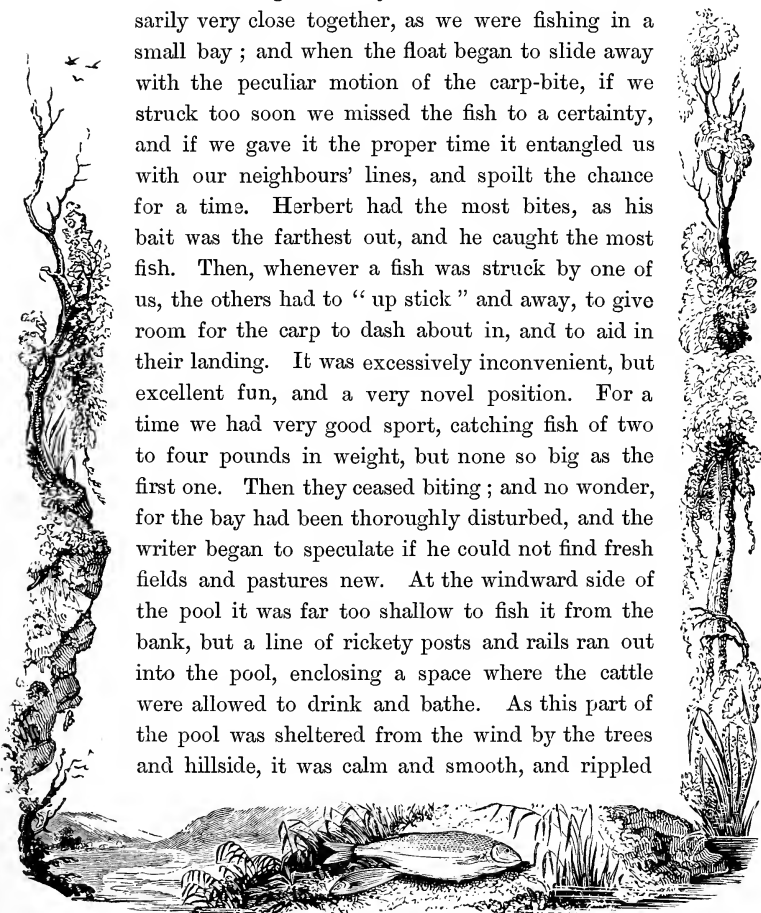 sarily very close together, as we were fishing in a
small bay ; and when the float began to slide away
with the peculiar motion of the carp-bite, if we
struck too soon we missed the fish to a certainty,
and if we gave it the proper time it entangled us
with our neighbours' lines, and spoilt the chance
for a time. Herbert had the most bites, as his
bait was the farthest out, and he caught the most
fish. Then, whenever a fish was struck by one of
us, the others had to “ up stick ” and away, to give
room for the carp to dash about in, and to aid in
their landing. It was excessively inconvenient, but
excellent fun, and a very novel position. For a
time we had very good sport, catching fish of two
to four pounds in weight, but none so big as the
first one. Then they ceased biting ; and no wonder,
for the bay had been thoroughly disturbed, and the
writer began to speculate if he could not find fresh
fields and pastures new. At the windward side of
the pool it was far too shallow to fish it from the
bank, but a line of rickety posts and rails ran out
into the pool, enclosing a space where the cattle
were allowed to drink and bathe. As this part of
the pool was sheltered from the wind by the trees
and hillside, it was calm and smooth, and rippled